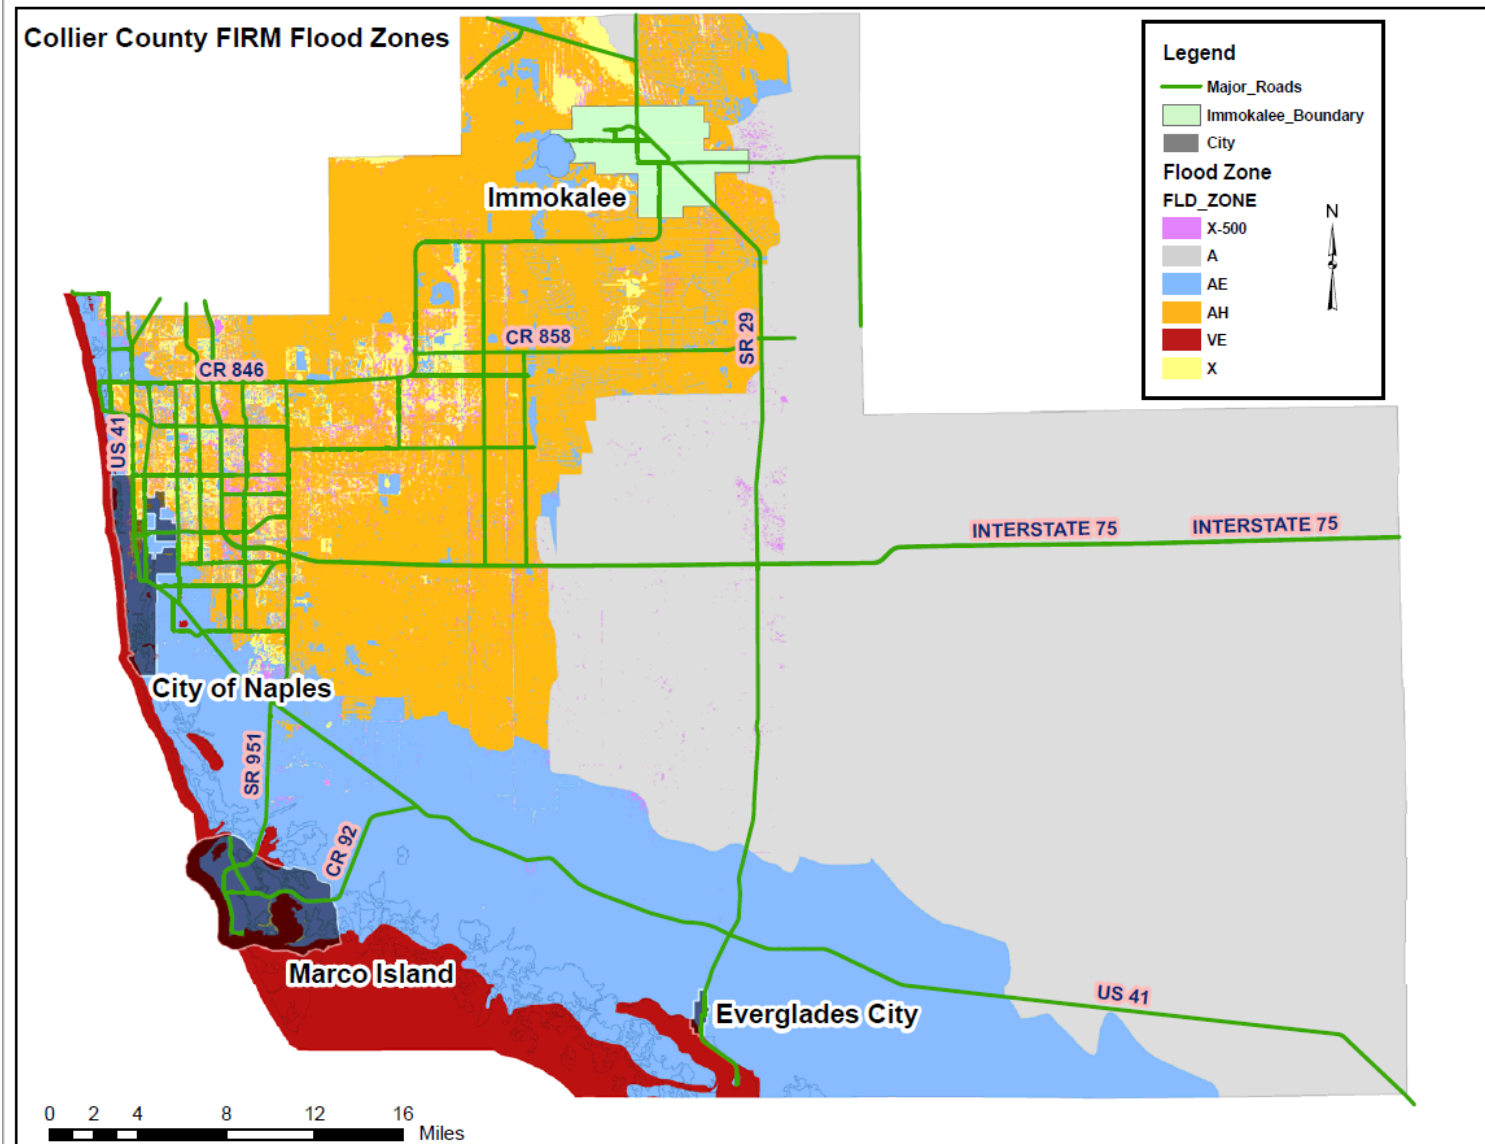 Collier County FIRM Flood Zones
Legend
Major_Roads
Immokalee_Boundary
City
Flood Zone
FLD_ZONE
X-500
A
AE
AH
VE
X
N
Immokalee
CR 858
SR 29
CR 846
US 41
INTERSTATE 75
INTERSTATE 75
City of Naples
SR 951
CR 92
Marco Island
Everglades City
US 41
0 2 4 8 12 16
Miles